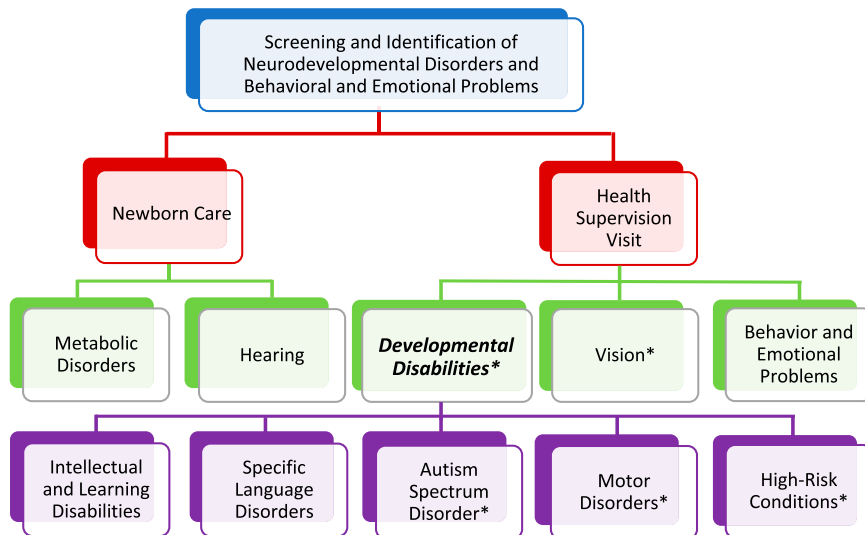 Screening and Identification of
Neurodevelopmental Disorders and
Behavioral and Emotional Problems
Newborn Care
Health
Supervision
Visit
Metabolic
Disorders
Hearing
Developmental
Disabilities*
Vision*
Behavior and
Emotional
Problems
Intellectual
and Learning
Disabilities
Specific
Language
Disorders
Autism
Spectrum
Disorder*
Motor
Disorders*
High-Risk
Conditions*